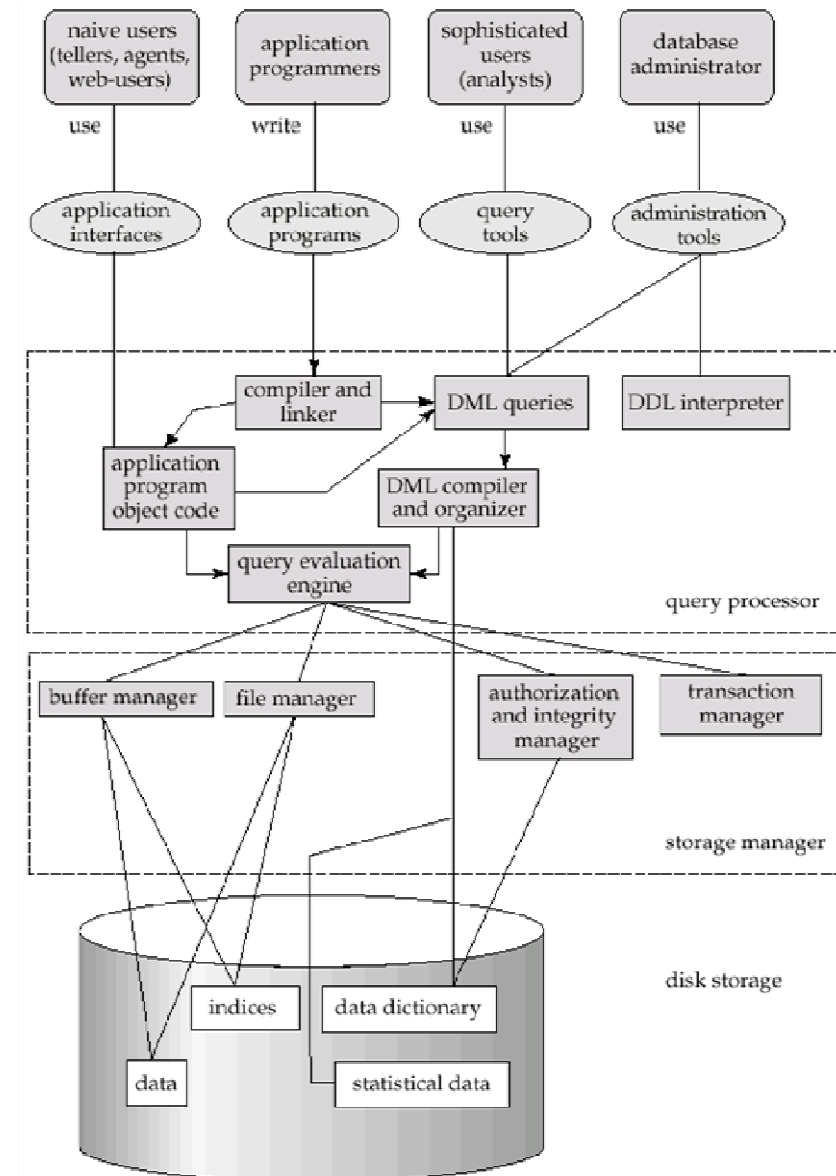 naive users
(tellers, agents,
web-users)
application
programmers
sophisticated
users
(analysts)
database
administrator
use
write
use
use
application
interfaces
application
programs
query
tools
administration
tools
compiler and
linker
DML queries
DDL interpreter
application
program
object code
DML compiler
and organizer
query evaluation
engine
query processor
buffer manager
file manager
authorization
and integrity
manager
transaction
manager
storage manager
disk storage
indices
data dictionary
data
statistical data